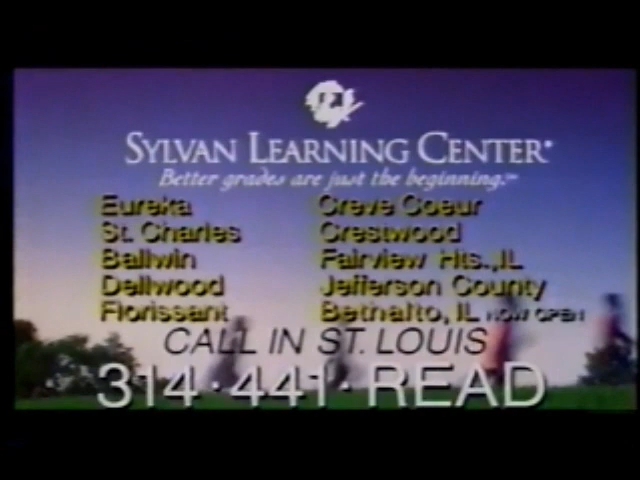 SYLVAN LEARNING CENTER®
Better grades are just the beginning.℠
Eureka Creve Coeur
St. Charles Crestwood
Ballwin Fairview Hts., IL
Dellwood Jefferson County
Florissant Bethalto, IL NOW OPEN
CALL IN ST. LOUIS
314·441·READ